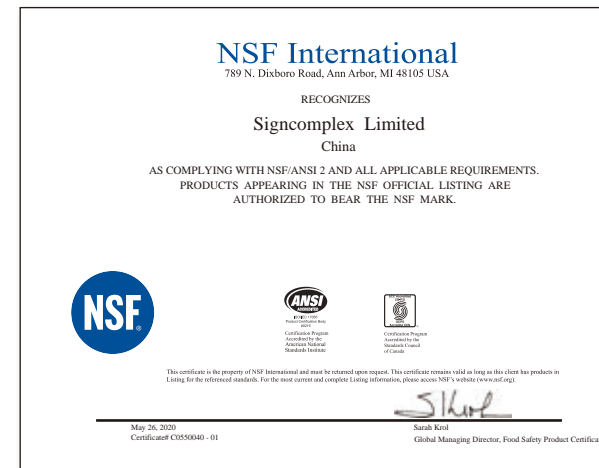 NSF International
789 N. Dixboro Road, Ann Arbor, MI 48105 USA
RECOGNIZES
Signcomplex Limited
China
AS COMPLYING WITH NSF/ANSI 2 AND ALL APPLICABLE REQUIREMENTS.
PRODUCTS APPEARING IN THE NSF OFFICIAL LISTING ARE
AUTHORIZED TO BEAR THE NSF MARK.
NSF®
ANSI
ACCREDITED
Product Certification Body
Certification Program
Accredited by the
American National
Standards Institute
Certification Program
Accredited by the
Standards Council
of Canada
This certificate is the property of NSF International and must be returned upon request. This certificate remains valid as long as this client has products in
Listing for the referenced standards. For the most current and complete Listing information, please access NSF's website (www.nsf.org).
S Krol
May 26, 2020
Certificate# C0550040 - 01
Sarah Krol
Global Managing Director, Food Safety Product Certifica